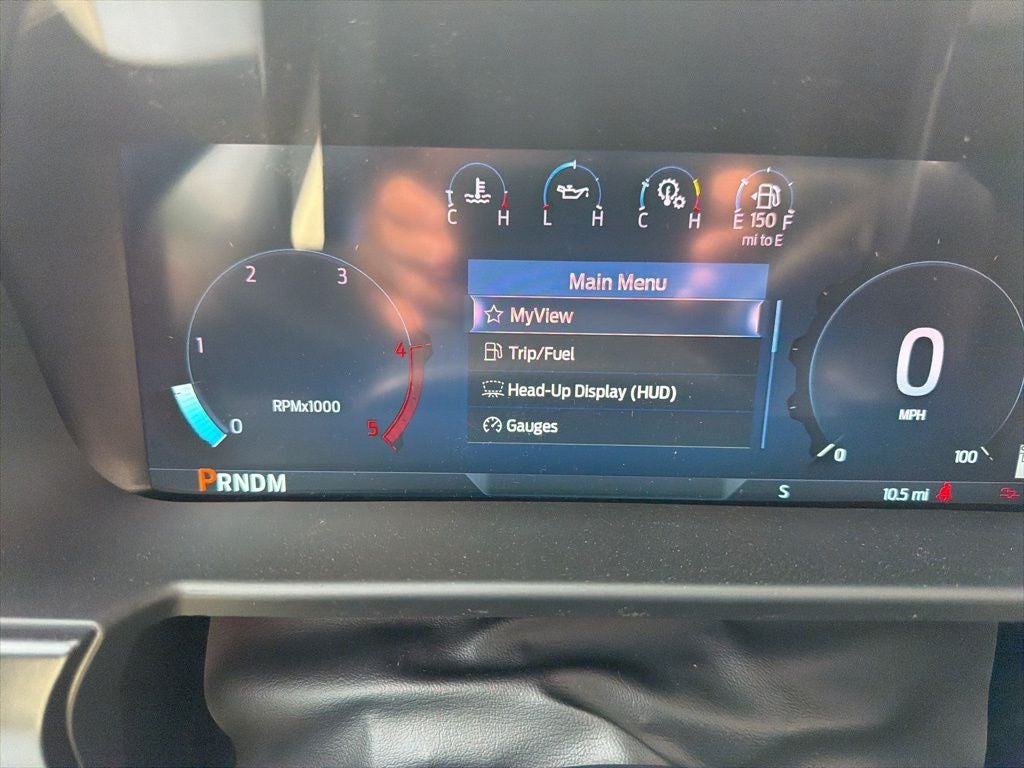 C H
L H
C H
E 150 F
mi to E
Main Menu
MyView
Trip/Fuel
Head-Up Display (HUD)
Gauges
0 1 2 3 4 5
RPMx1000
0
MPH
0 100
PRNDM
S
10.5 mi